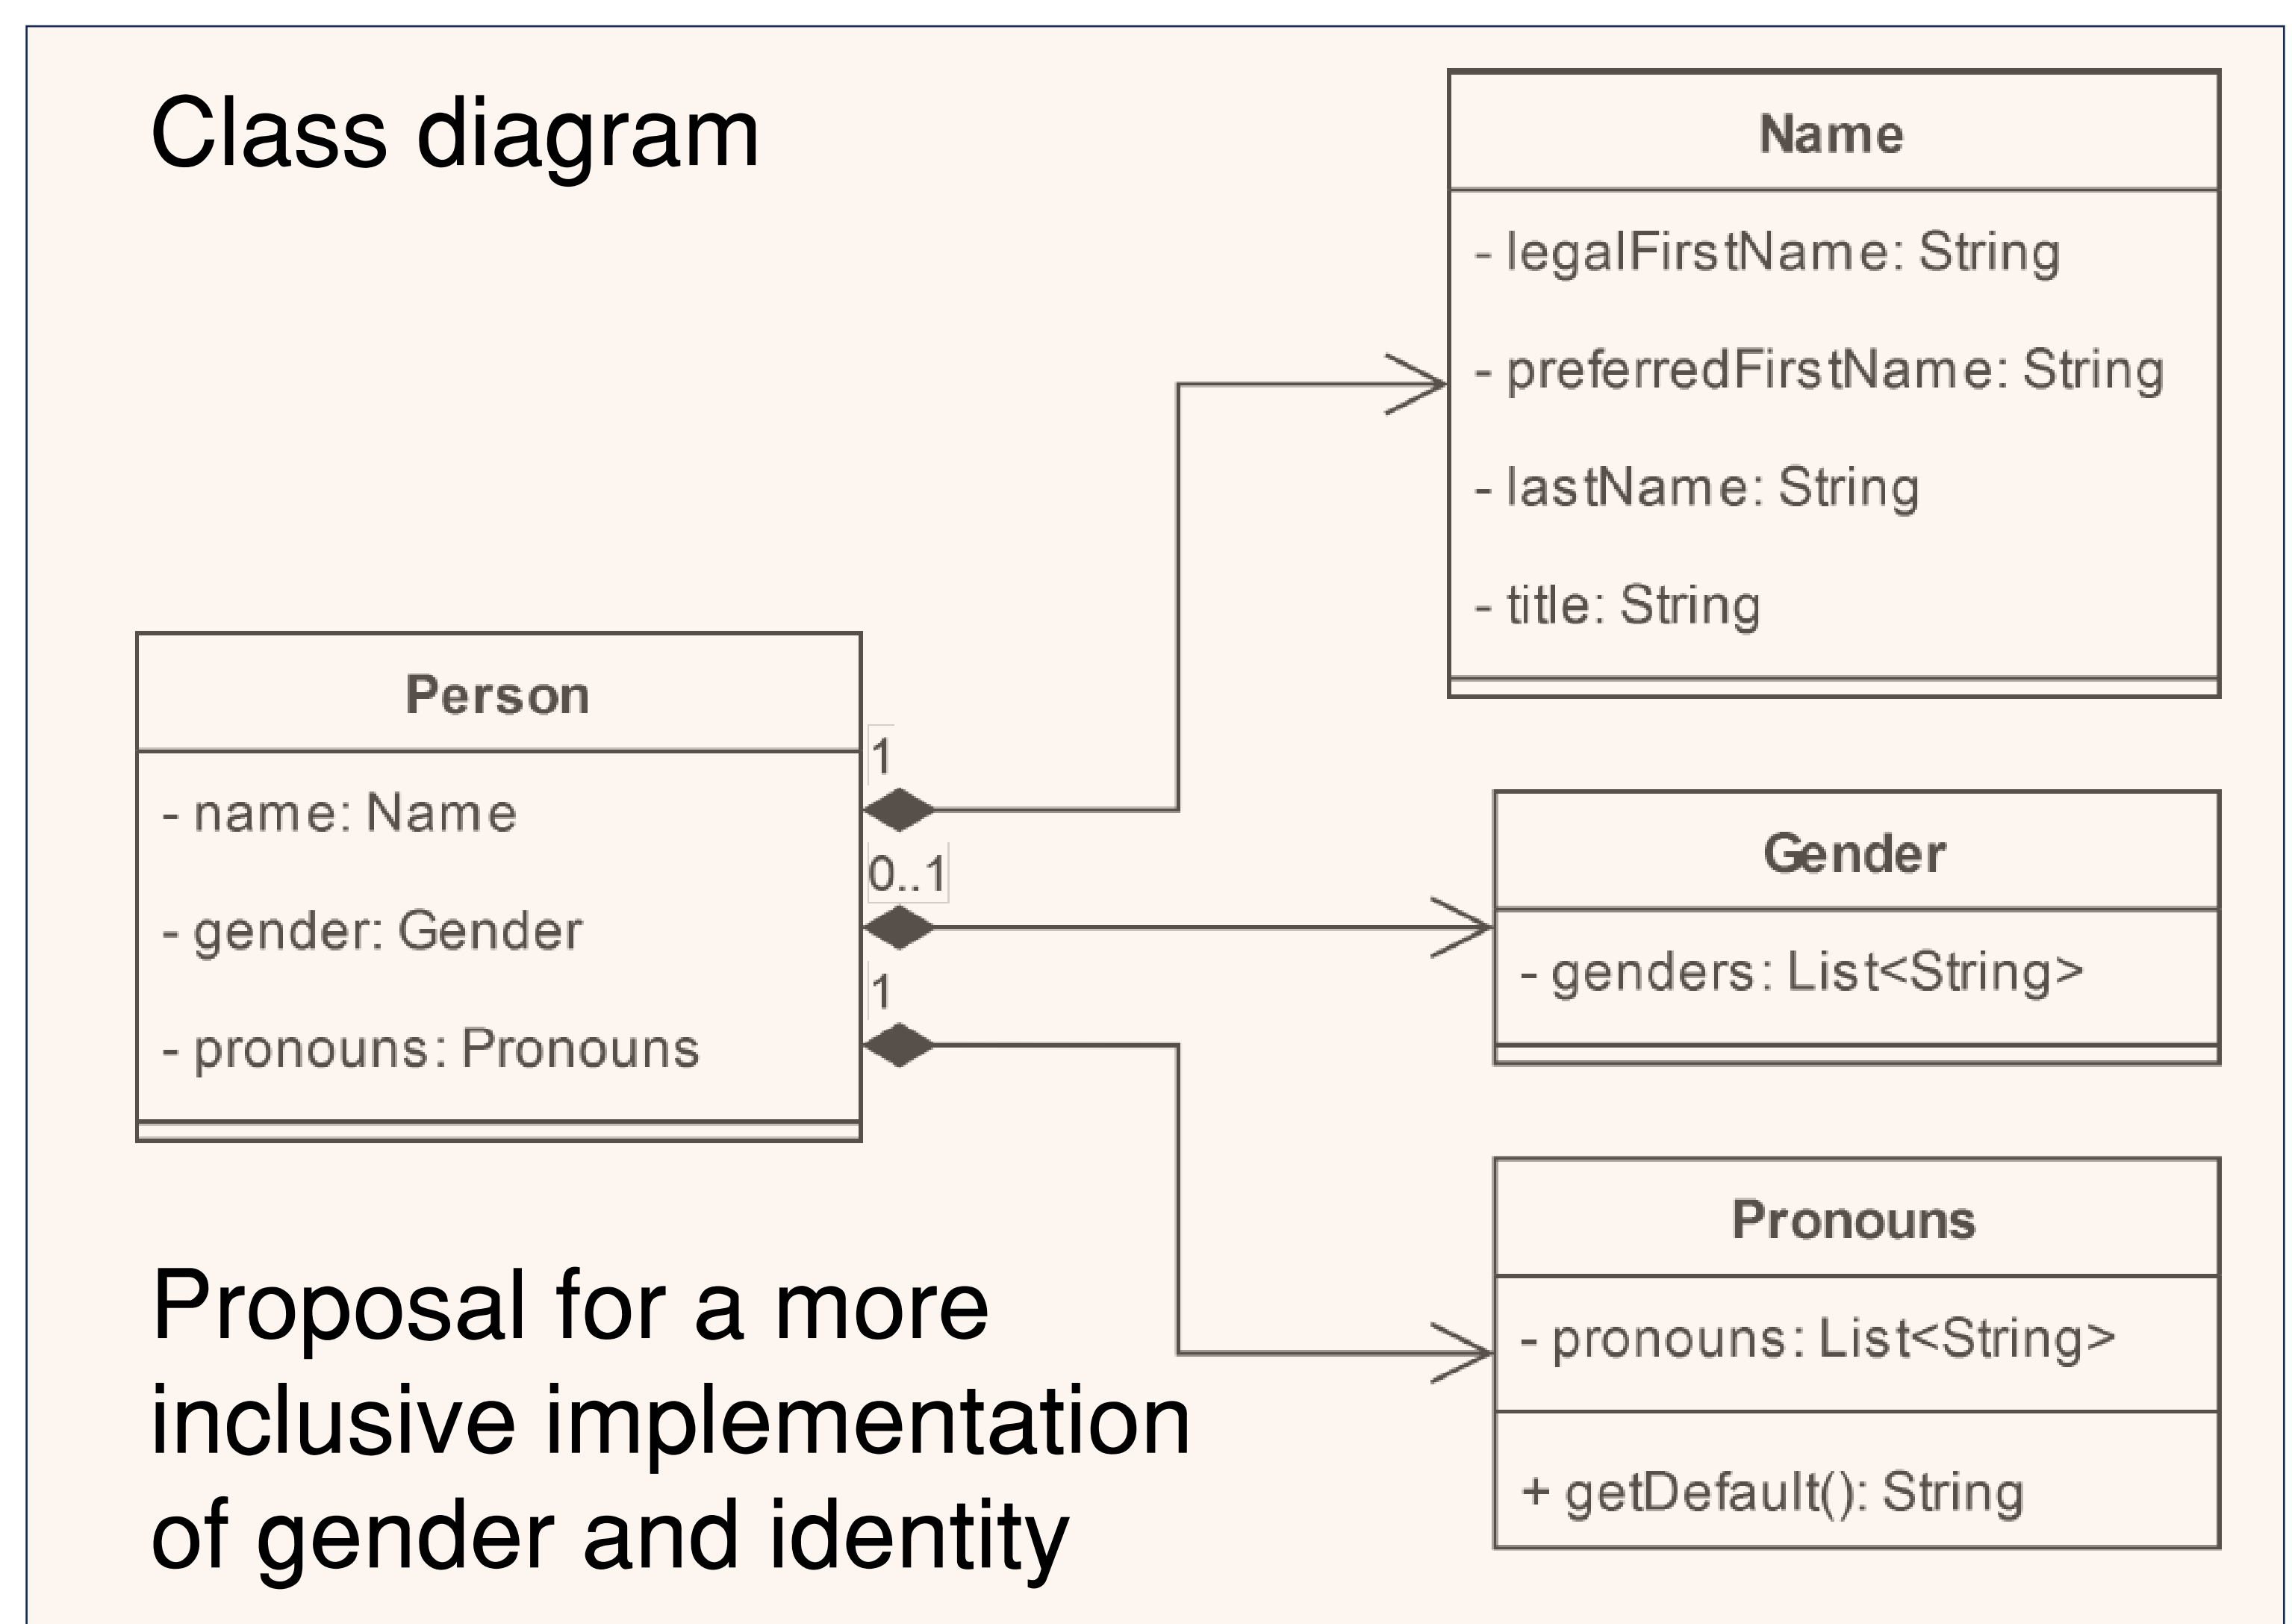 Class diagram
Name
- legalFirstName: String
- preferredFirstName: String
- lastName: String
- title: String
Person
- name: Name
- gender: Gender
- pronouns: Pronouns
1
0..1
1
Gender
- genders: List<String>
Pronouns
- pronouns: List<String>
+ getDefault(): String
Proposal for a more
inclusive implementation
of gender and identity